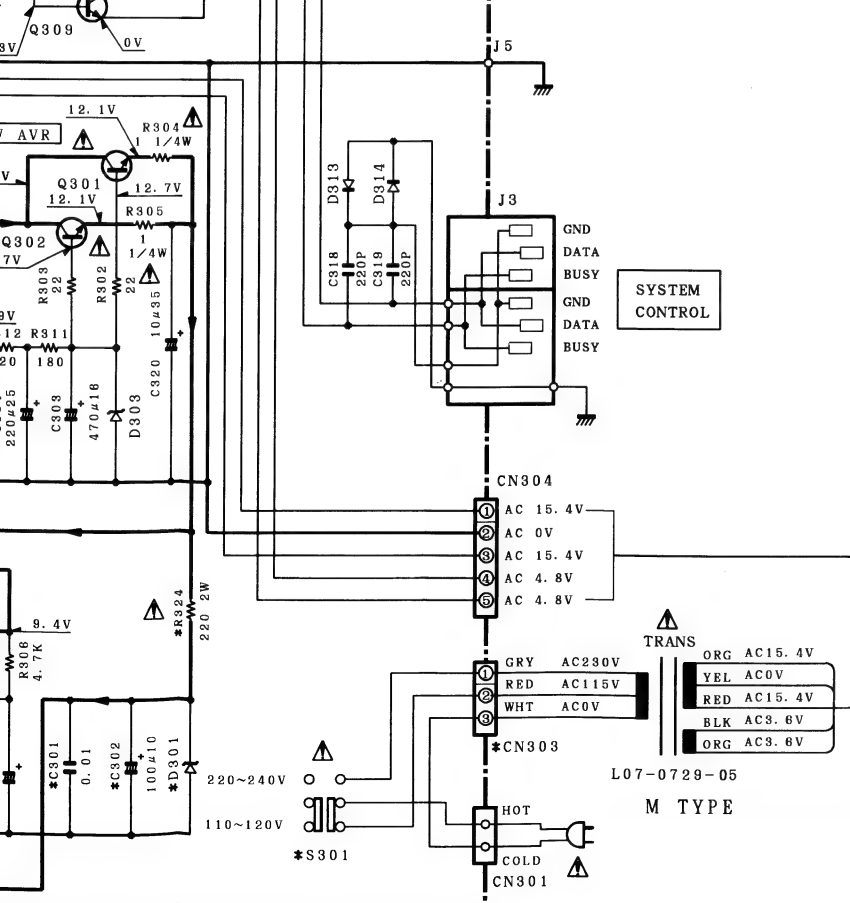 J5
Q309
3V
0V
12.1V
R304
1/4W
1
V AVR
V
Q301
12.7V
12.1V
R305
1
1/4W
Q302
7V
R303
22
R302
22
10μ35
C320
9V
12
R311
20
180
220μ25
C303
470μ16
D303
D313
D314
C318
220P
C319
220P
J3
GND
DATA
BUSY
GND
DATA
BUSY
SYSTEM
CONTROL
CN304
① AC 15.4V
② AC 0V
③ AC 15.4V
④ AC 4.8V
⑤ AC 4.8V
*R324
220 2W
9.4V
R306
4.7K
*C301
0.01
*C302
100μ10
*D301
① GRY AC230V
② RED AC115V
③ WHT AC0V
*CN303
TRANS
ORG AC15.4V
YEL AC0V
RED AC15.4V
BLK AC3.6V
ORG AC3.6V
L07-0729-05
M TYPE
220~240V
110~120V
*S301
HOT
COLD
CN301